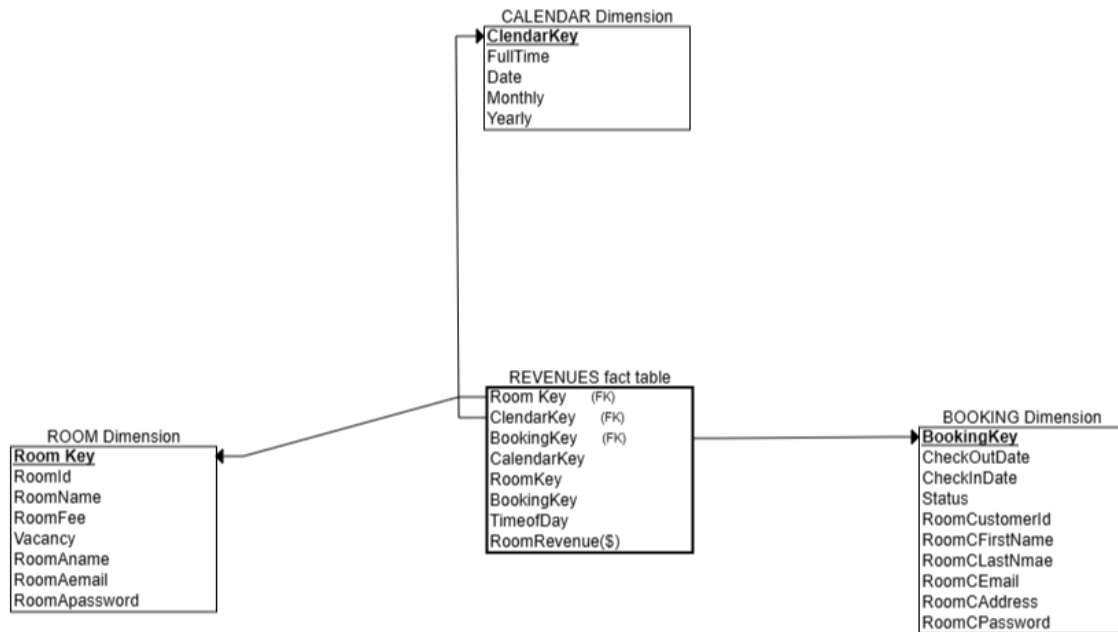 CALENDAR Dimension
ClendarKey
FullTime
Date
Monthly
Yearly
REVENUES fact table
Room Key (FK)
ClendarKey (FK)
BookingKey (FK)
CalendarKey
RoomKey
BookingKey
TimeofDay
RoomRevenue($)
ROOM Dimension
Room Key
RoomId
RoomName
RoomFee
Vacancy
RoomAname
RoomAemail
RoomApassword
BOOKING Dimension
BookingKey
CheckOutDate
CheckInDate
Status
RoomCustomerId
RoomCFirstName
RoomCLastNmae
RoomCEmail
RoomCAddress
RoomCPassword